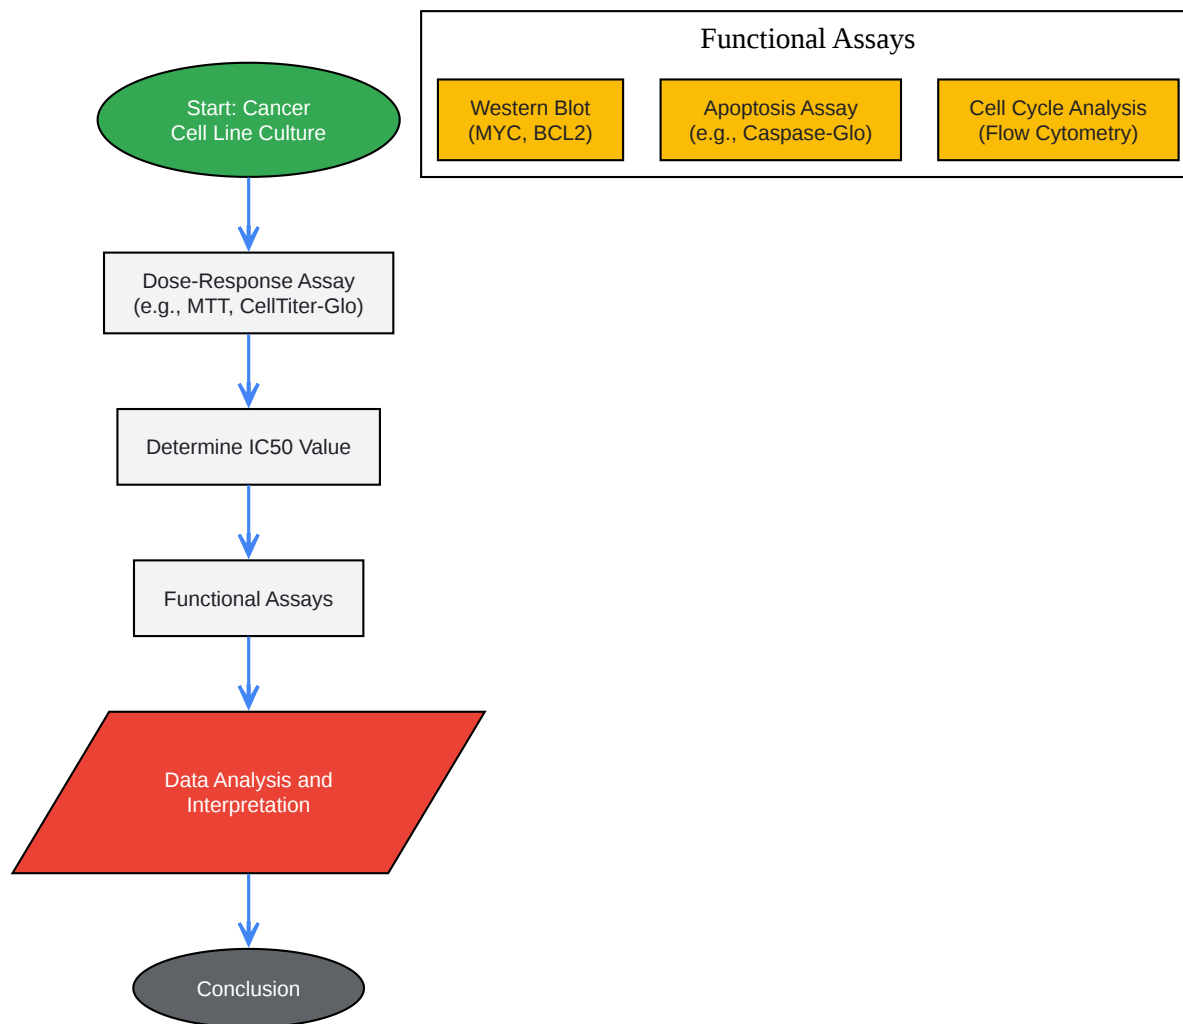 Functional Assays
Western Blot
(MYC, BCL2)
Apoptosis Assay
(e.g., Caspase-Glo)
Cell Cycle Analysis
(Flow Cytometry)
Start: Cancer
Cell Line Culture
Dose-Response Assay
(e.g., MTT, CellTiter-Glo)
Determine IC50 Value
Functional Assays
Data Analysis and
Interpretation
Conclusion